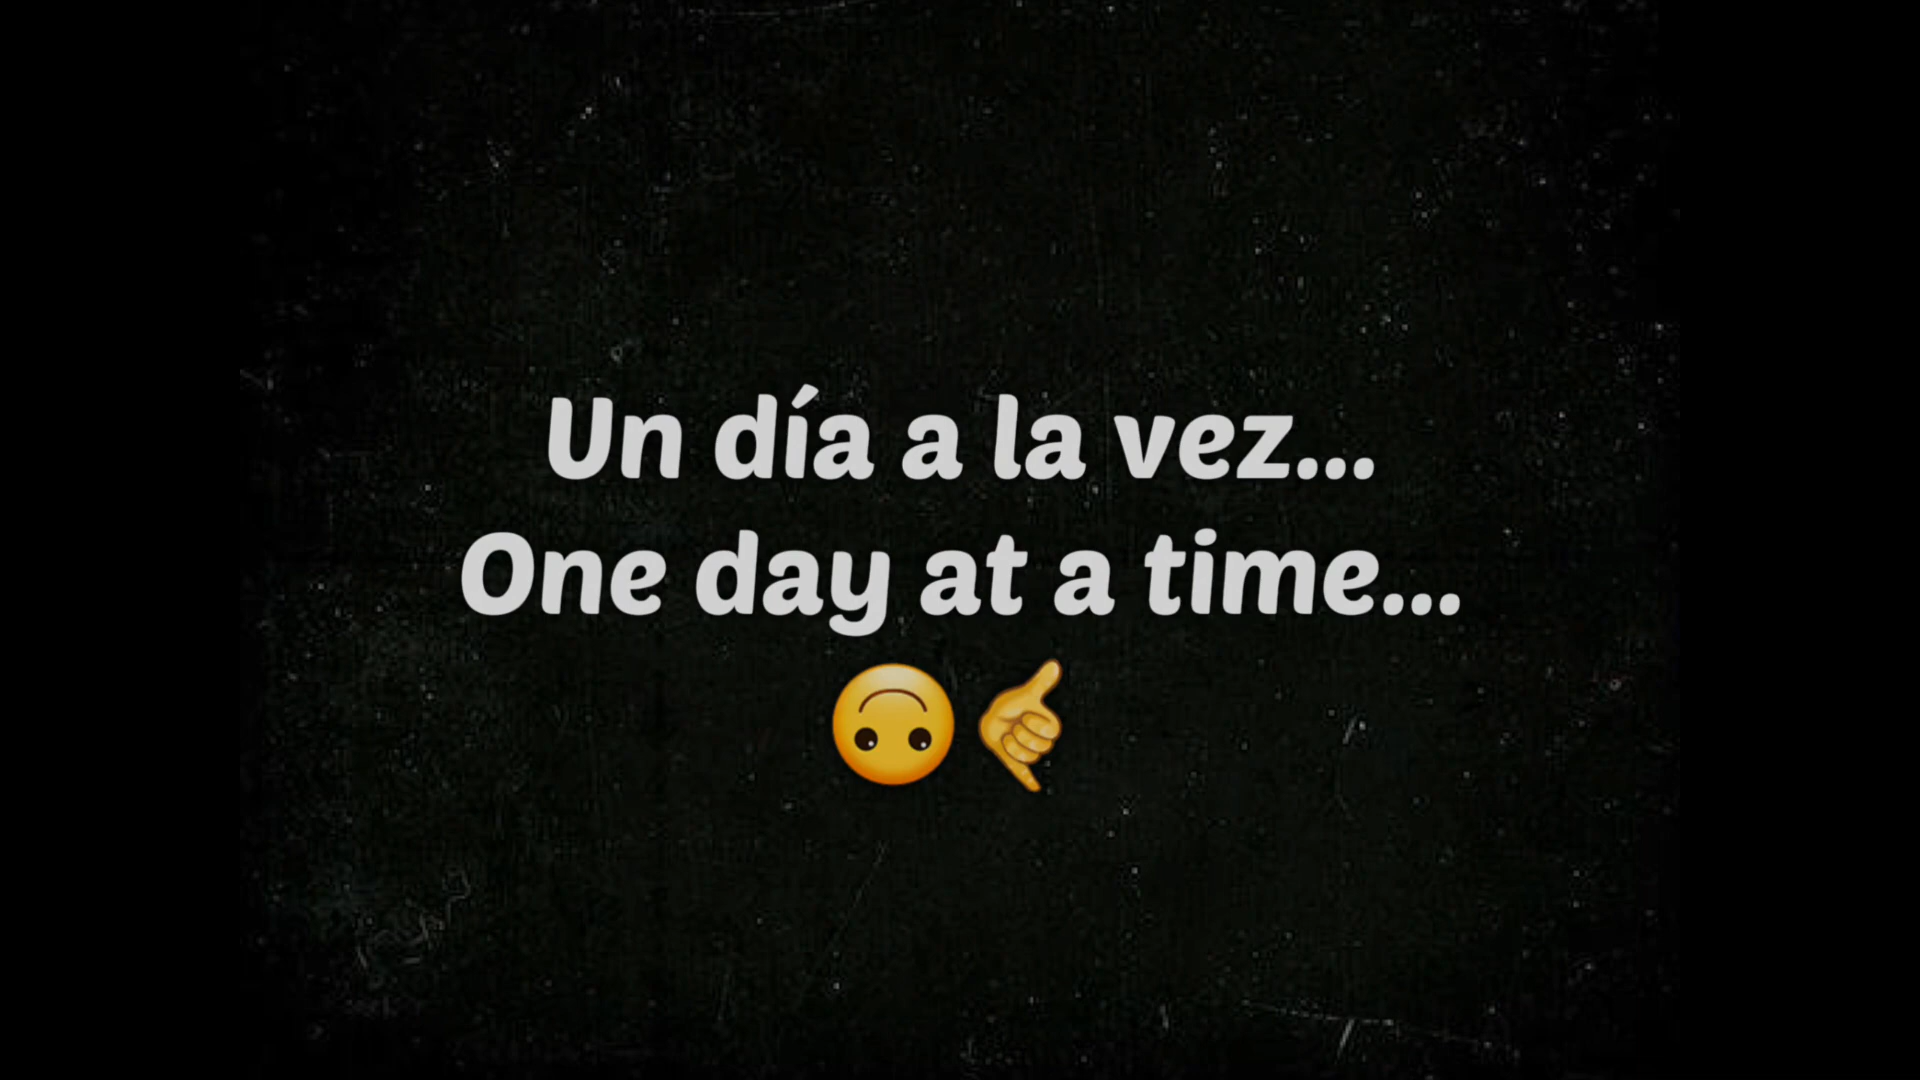 Un día a la vez...
One day at a time...
🙃🤙